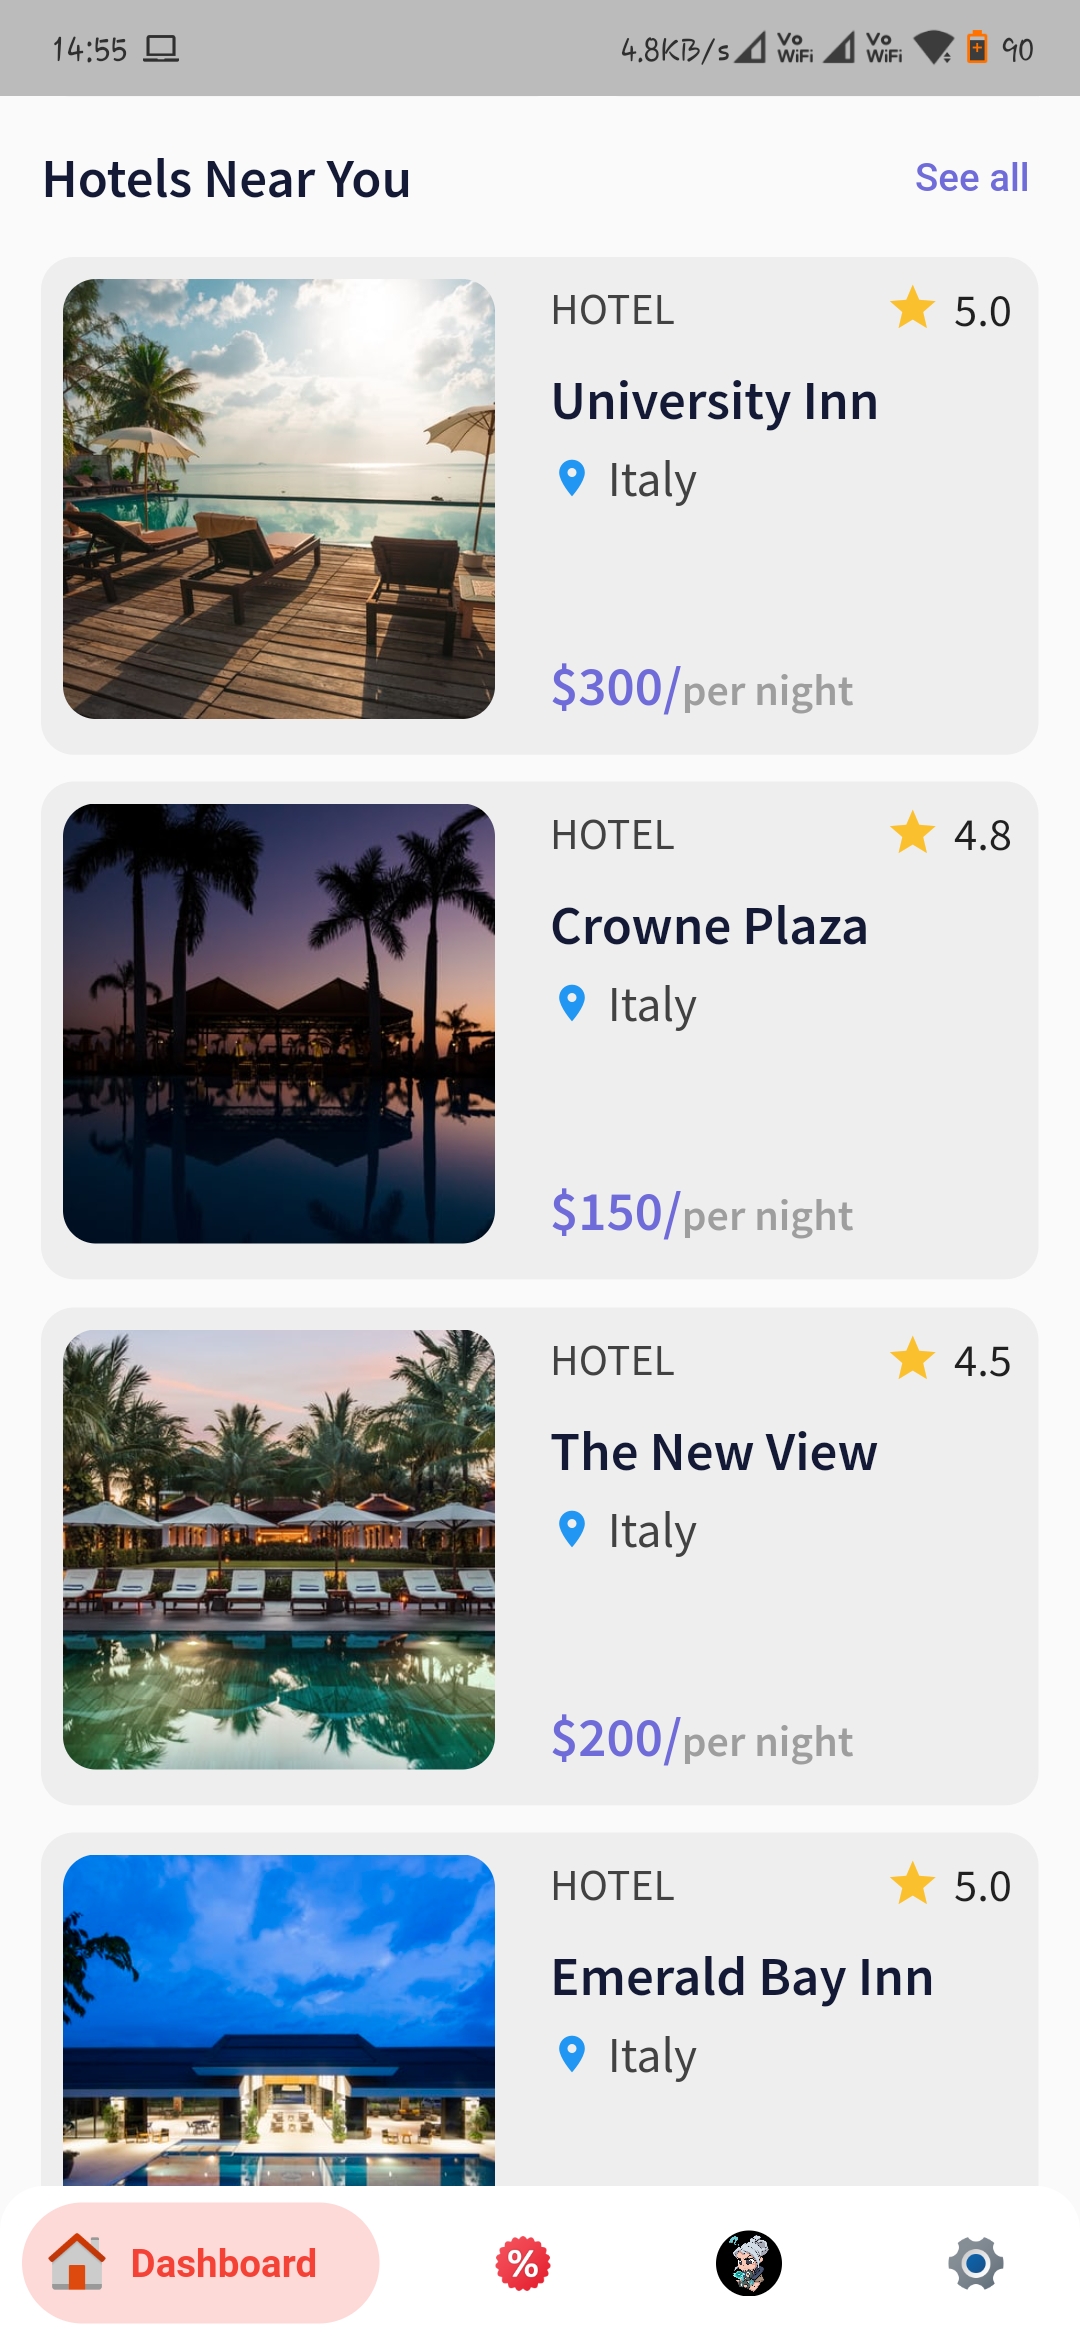 14:55 4.8KB/s Vo WiFi Vo WiFi 90
Hotels Near You See all
HOTEL 5.0
University Inn
Italy
$300/per night
HOTEL 4.8
Crowne Plaza
Italy
$150/per night
HOTEL 4.5
The New View
Italy
$200/per night
HOTEL 5.0
Emerald Bay Inn
Italy
Dashboard %